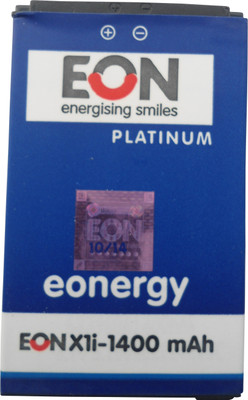 EON
energising smiles
PLATINUM
EON
10/14
eonergy
EON X1i-1400 mAh